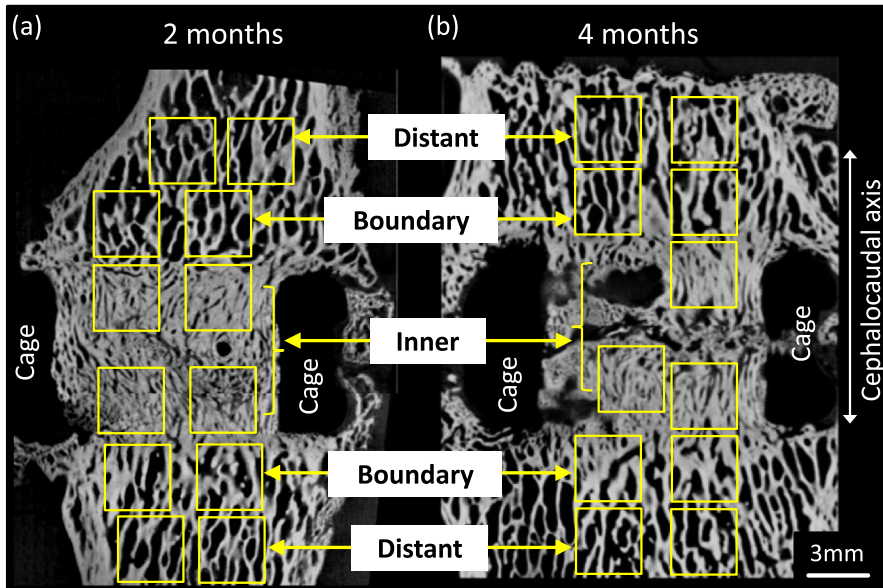 (a)
2 months
(b)
4 months
Distant
Boundary
Inner
Boundary
Distant
Cage
Cage
Cage
Cage
Cephalocaudal axis
3mm